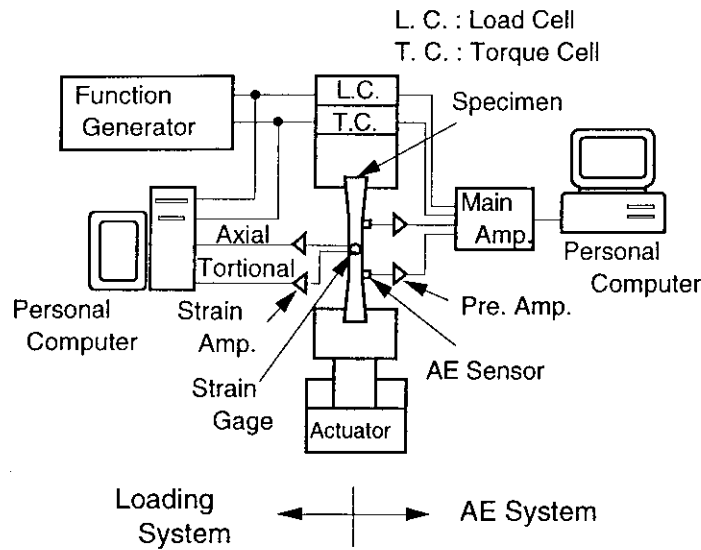 L. C. : Load Cell
T. C. : Torque Cell
Function
Generator
L.C.
T.C.
Specimen
Main
Amp.
Personal
Computer
Axial
Tortional
Personal
Computer
Strain
Amp.
Pre. Amp.
Strain
Gage
AE Sensor
Actuator
Loading
System
AE System